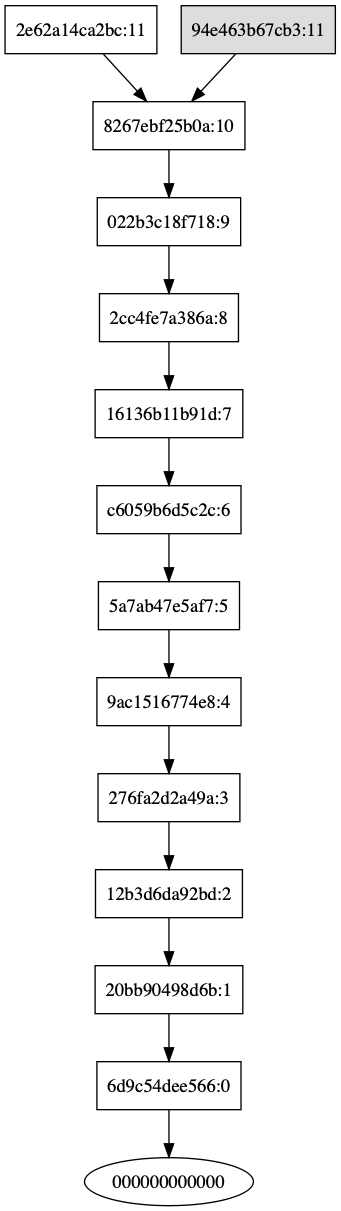 2e62a14ca2bc:11
94e463b67cb3:11
8267ebf25b0a:10
022b3c18f718:9
2cc4fe7a386a:8
16136b11b91d:7
c6059b6d5c2c:6
5a7ab47e5af7:5
9ac1516774e8:4
276fa2d2a49a:3
12b3d6da92bd:2
20bb90498d6b:1
6d9c54dee566:0
000000000000